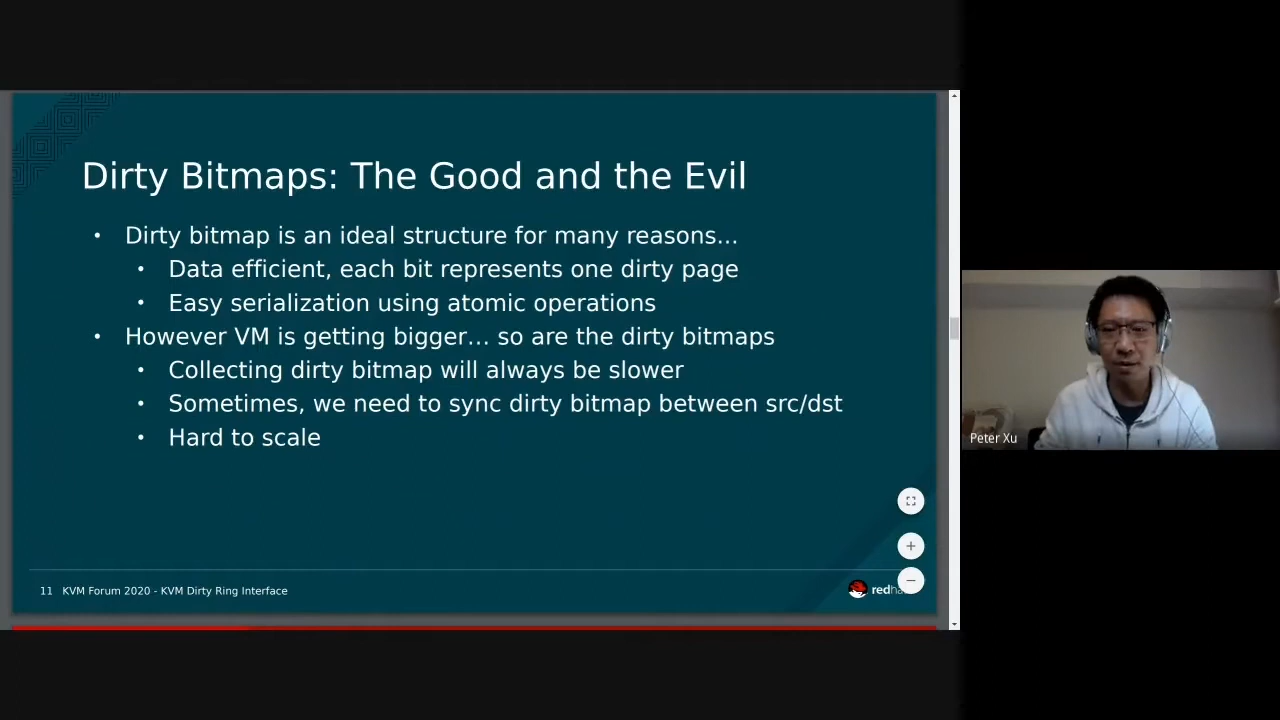 Dirty Bitmaps: The Good and the Evil
• Dirty bitmap is an ideal structure for many reasons...
• Data efficient, each bit represents one dirty page
• Easy serialization using atomic operations
• However VM is getting bigger... so are the dirty bitmaps
• Collecting dirty bitmap will always be slower
• Sometimes, we need to sync dirty bitmap between src/dst
• Hard to scale
Peter Xu
11 KVM Forum 2020 - KVM Dirty Ring Interface